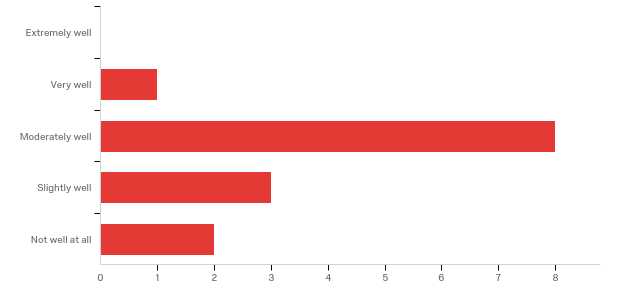 Extremely well
Very well
Moderately well
Slightly well
Not well at all
0 1 2 3 4 5 6 7 8